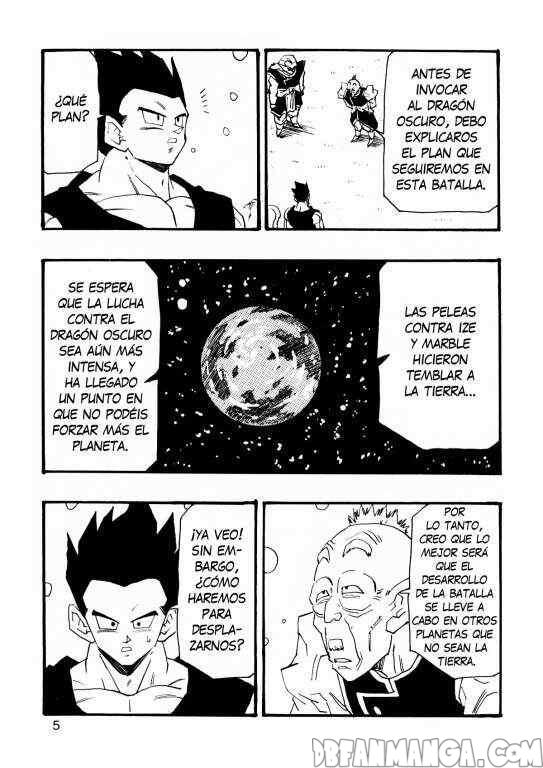 ANTES DE
INVOCAR
AL DRAGÓN
OSCURO, DEBO
EXPLICAROS
EL PLAN QUE
SEGUIREMOS EN
ESTA BATALLA.
¿QUÉ
PLAN?
LAS PELEAS
CONTRA IZE
Y MARBLE
HICIERON
TEMBLAR A
LA TIERRA...
SE ESPERA
QUE LA LUCHA
CONTRA EL
DRAGÓN OSCURO
SEA AÚN MÁS
INTENSA, Y
HA LLEGADO
UN PUNTO EN
QUE NO PODÉIS
FORZAR MÁS EL
PLANETA.
POR
LO TANTO,
CREO QUE LO
MEJOR SERÁ
QUE EL
DESARROLLO
DE LA BATALLA
SE LLEVE A
CABO EN OTROS
PLANETAS QUE
NO SEAN LA
TIERRA.
¡YA VEO!
SIN EM-
BARGO,
¿CÓMO
HAREMOS
PARA
DESPLA-
ZARNOS?
5
DBFANMANGA.COM